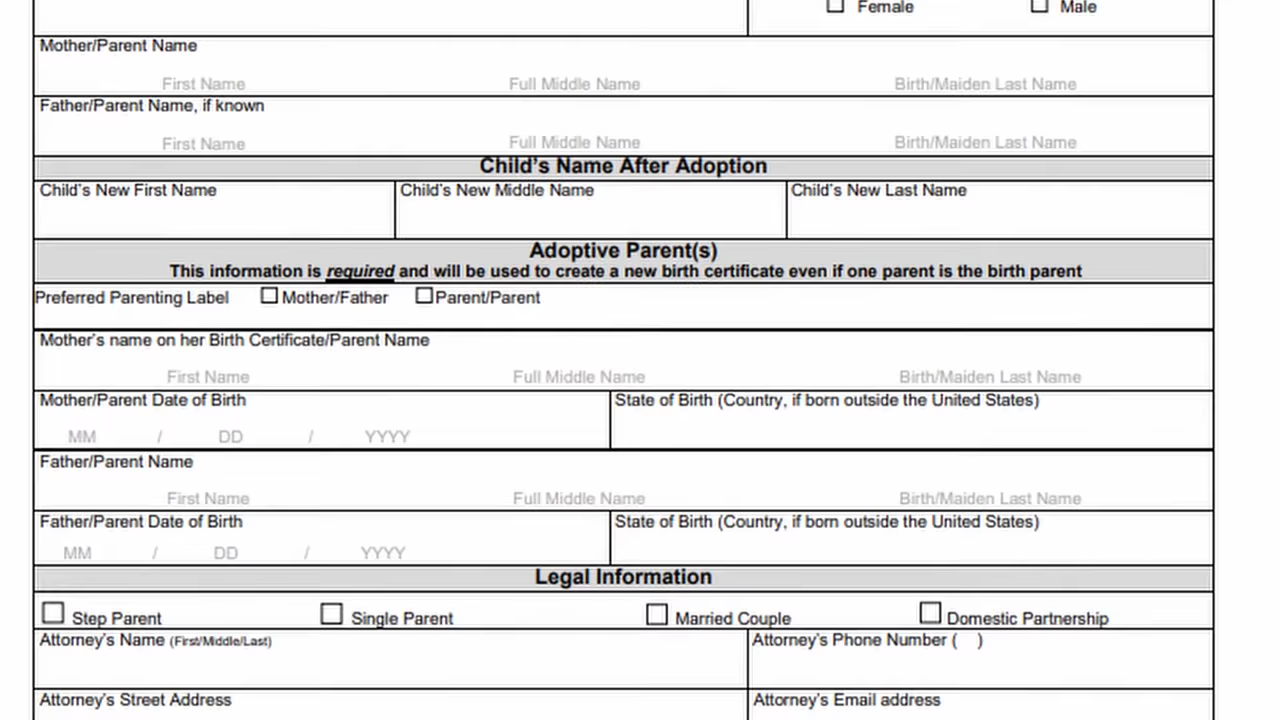 ☐ Female ☐ Male
Mother/Parent Name
First Name Full Middle Name Birth/Maiden Last Name
Father/Parent Name, if known
First Name Full Middle Name Birth/Maiden Last Name
Child's Name After Adoption
Child's New First Name Child's New Middle Name Child's New Last Name
Adoptive Parent(s)
This information is required and will be used to create a new birth certificate even if one parent is the birth parent
Preferred Parenting Label ☐ Mother/Father ☐ Parent/Parent
Mother's name on her Birth Certificate/Parent Name
First Name Full Middle Name Birth/Maiden Last Name
Mother/Parent Date of Birth State of Birth (Country, if born outside the United States)
MM / DD / YYYY
Father/Parent Name
First Name Full Middle Name Birth/Maiden Last Name
Father/Parent Date of Birth State of Birth (Country, if born outside the United States)
MM / DD / YYYY
Legal Information
☐ Step Parent ☐ Single Parent ☐ Married Couple ☐ Domestic Partnership
Attorney's Name (First/Middle/Last) Attorney's Phone Number ( )
Attorney's Street Address Attorney's Email address